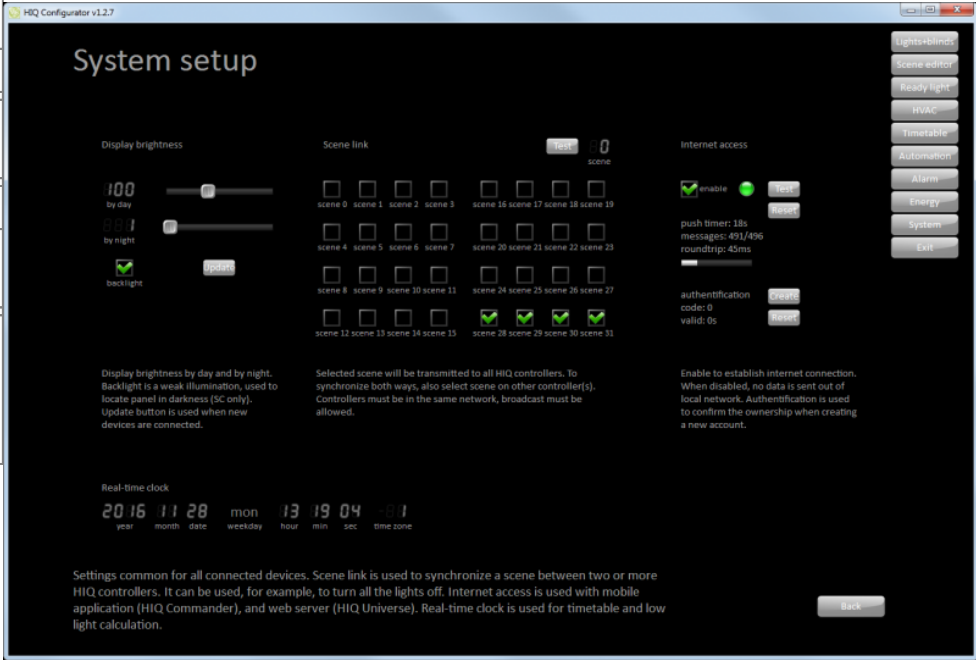 HIQ Configurator v1.2.7
System setup
Lights+blinds
Scene editor
Ready light
HVAC
Timetable
Automation
Alarm
Energy
System
Exit
Display brightness
100
by day
1
by night
backlight
Update
Display brightness by day and by night.
Backlight is a weak illumination, used to
locate panel in darkness (SC only).
Update button is used when new
devices are connected.
Scene link
Test
0
scene
scene 0 scene 1 scene 2 scene 3 scene 16 scene 17 scene 18 scene 19
scene 4 scene 5 scene 6 scene 7 scene 20 scene 21 scene 22 scene 23
scene 8 scene 9 scene 10 scene 11 scene 24 scene 25 scene 26 scene 27
scene 12 scene 13 scene 14 scene 15 scene 28 scene 29 scene 30 scene 31
Selected scene will be transmitted to all HIQ controllers. To
synchronize both ways, also select scene on other controller(s).
Controllers must be in the same network, broadcast must be
allowed.
Internet access
enable Test
Reset
push timer: 18s
messages: 491/496
roundtrip: 45ms
authentification Create
code: 0
valid: 0s Reset
Enable to establish internet connection.
When disabled, no data is sent out of
local network. Authentification is used
to confirm the ownership when creating
a new account.
Real-time clock
2016 11 28 mon 13 19 04 1
year month date weekday hour min sec time zone
Settings common for all connected devices. Scene link is used to synchronize a scene between two or more
HIQ controllers. It can be used, for example, to turn all the lights off. Internet access is used with mobile
application (HIQ Commander), and web server (HIQ Universe). Real-time clock is used for timetable and low
light calculation.
Back